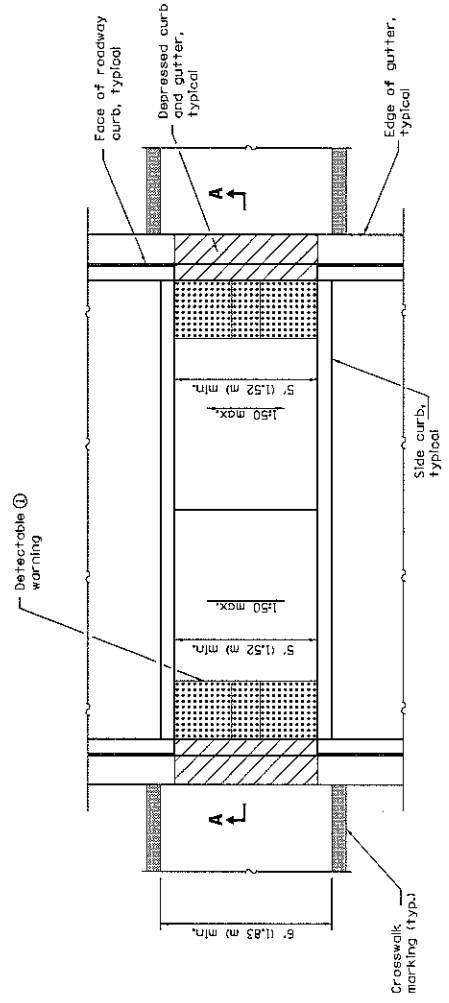 Face of roadway
curb, typical
Depressed curb
and gutter,
typical
Edge of gutter,
typical
A
A
Side curb,
typical
5' (1.52 m) min.
1:50 max.
1:50 max.
5' (1.52 m) min.
Detectable ①
warning
6' (1.83 m) min.
Crosswalk
marking (typ.)